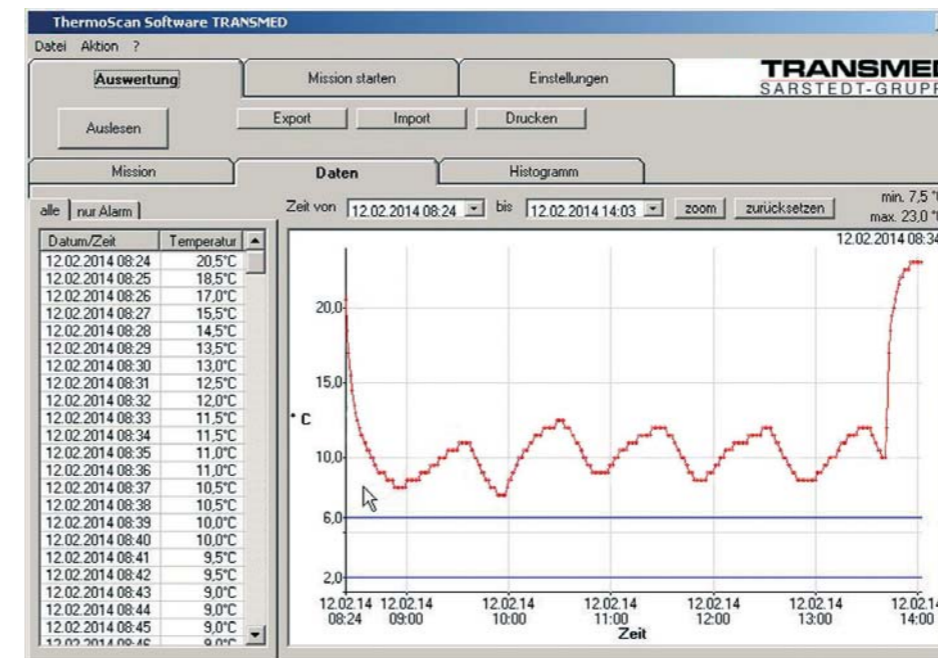 ThermoScan Software TRANSMED
Datei Aktion ?
Auswertung Mission starten Einstellungen
TRANSMED
SARSTEDT-GRUPP
Auslesen Export Import Drucken
Mission Daten Histogramm
alle nur Alarm
Zeit von 12.02.2014 08:24 bis 12.02.2014 14:03 zoom zurücksetzen
min. 7,5 °C
max. 23,0 °C
12.02.2014 08:34
Datum/Zeit Temperatur
12.02.2014 08:24 20,5°C
12.02.2014 08:25 18,5°C
12.02.2014 08:26 17,0°C
12.02.2014 08:27 15,5°C
12.02.2014 08:28 14,5°C
12.02.2014 08:29 13,5°C
12.02.2014 08:30 13,0°C
12.02.2014 08:31 12,5°C
12.02.2014 08:32 12,0°C
12.02.2014 08:33 11,5°C
12.02.2014 08:34 11,5°C
12.02.2014 08:35 11,0°C
12.02.2014 08:36 11,0°C
12.02.2014 08:37 10,5°C
12.02.2014 08:38 10,5°C
12.02.2014 08:39 10,0°C
12.02.2014 08:40 10,0°C
12.02.2014 08:41 9,5°C
12.02.2014 08:42 9,5°C
12.02.2014 08:43 9,0°C
12.02.2014 08:44 9,0°C
12.02.2014 08:45 9,0°C
12.02.2014 08:46 9,0°C
20,0
15,0
° C
10,0
6,0
2,0
12.02.14 12.02.14 12.02.14 12.02.14 12.02.14 12.02.14 12.02.14
08:24 09:00 10:00 11:00 12:00 13:00 14:00
Zeit